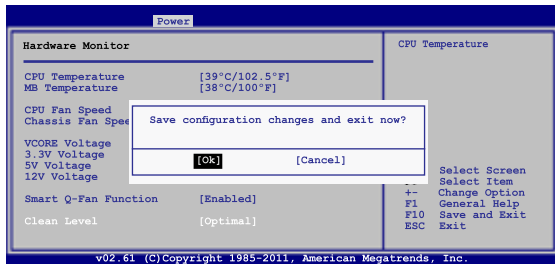 Power
Hardware Monitor
CPU Temperature [39°C/102.5°F]
MB Temperature [38°C/100°F]
CPU Fan Speed
Chassis Fan Spee
VCORE Voltage
3.3V Voltage
5V Voltage
12V Voltage
Smart Q-Fan Function [Enabled]
Clean Level [Optimal]
Save configuration changes and exit now?
[Ok] [Cancel]
CPU Temperature
Select Screen
Select Item
+- Change Option
F1 General Help
F10 Save and Exit
ESC Exit
v02.61 (C)Copyright 1985-2011, American Megatrends, Inc.